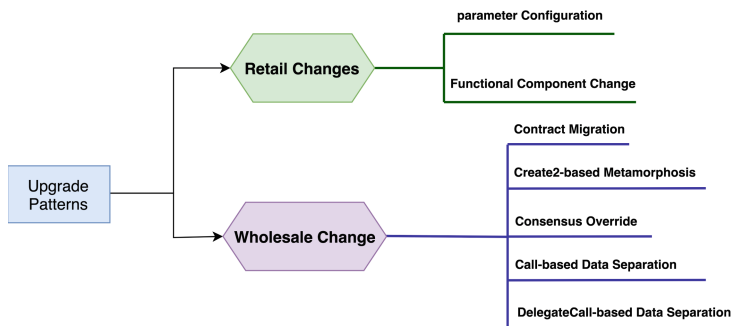 parameter Configuration
Retail Changes
Functional Component Change
Contract Migration
Create2-based Metamorphosis
Upgrade
Patterns
Consensus Override
Wholesale Change
Call-based Data Separation
DelegateCall-based Data Separation